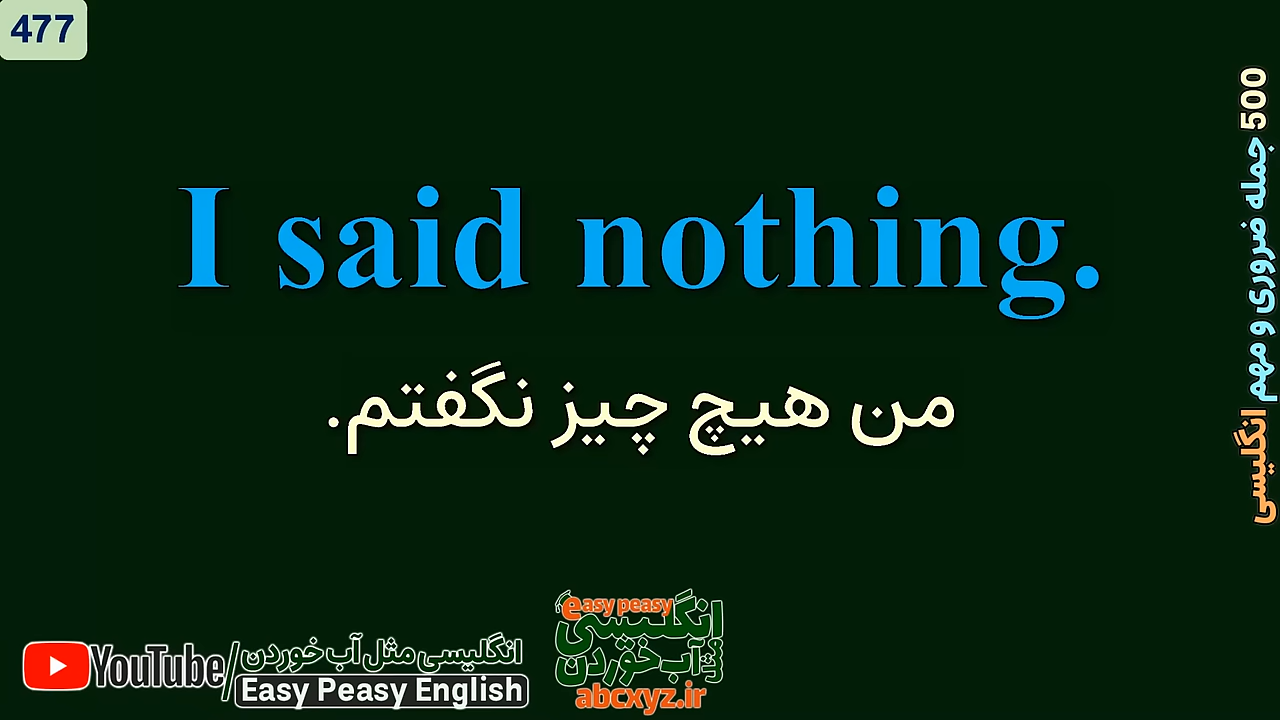 477
I said nothing.
من هیچ چیز نگفتم.
500 جمله ضروری و مهم انگلیسی
YouTube/انگلیسی مثل آب خوردن
Easy Peasy English
easy peasy
انگلیسی
مثل آب خوردن
abcxyz.ir